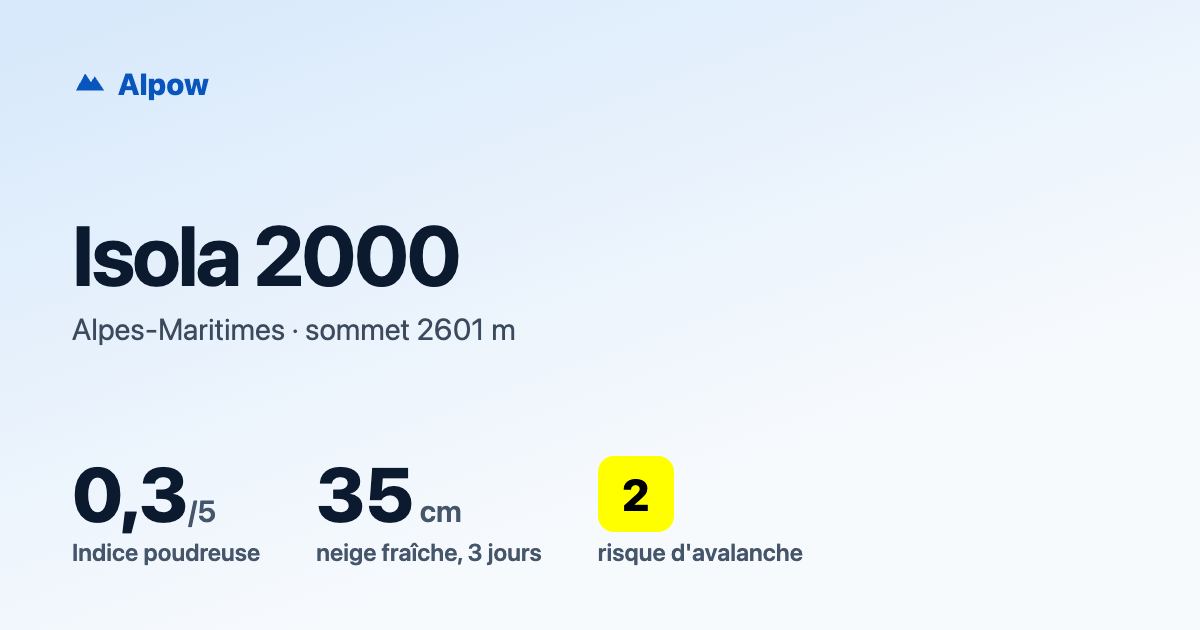 Alpow
Isola 2000
Alpes-Maritimes · sommet 2601 m
0,3/5
Indice poudreuse
35 cm
neige fraîche, 3 jours
2
risque d'avalanche